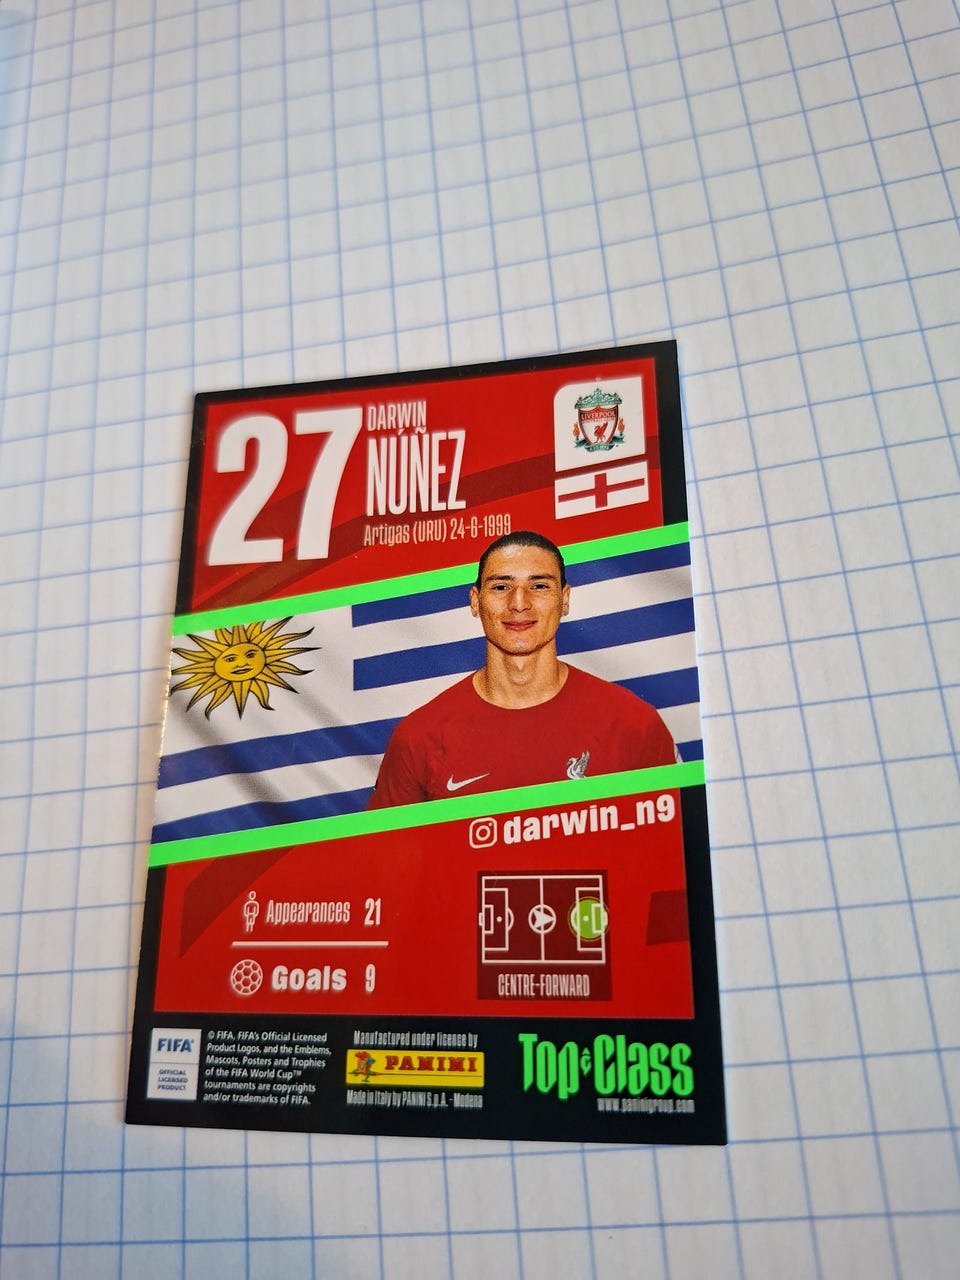 27
DARWIN
NÚÑEZ
Artigas (URU) 24-6-1999
LIVERPOOL
darwin_n9
Appearances 21
Goals 9
CENTRE-FORWARD
FIFA®
OFFICIAL
LICENSED
PRODUCT
© FIFA, FIFA's Official Licensed
Product Logos, and the Emblems,
Mascots, Posters and Trophies
of the FIFA World Cup™
tournaments are copyrights
and/or trademarks of FIFA.
Manufactured under licence by
PANINI
Made in Italy by PANINI S.p.A. - Modena
Top Class
www.paninigroup.com